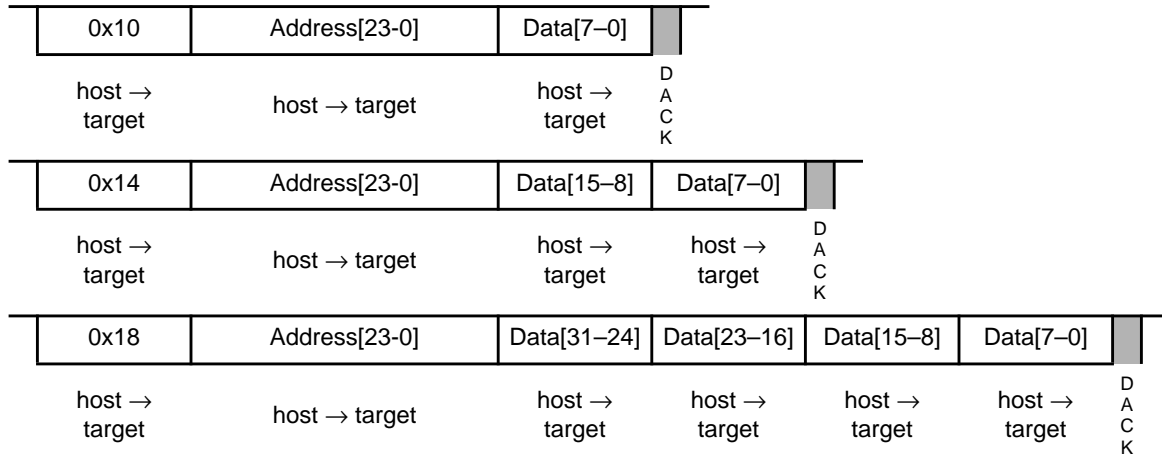 0x10 Address[23-0] Data[7–0]
host → target host → target host → target D A C K
0x14 Address[23-0] Data[15–8] Data[7–0]
host → target host → target host → target host → target D A C K
0x18 Address[23-0] Data[31–24] Data[23–16] Data[15–8] Data[7–0]
host → target host → target host → target host → target host → target host → target D A C K